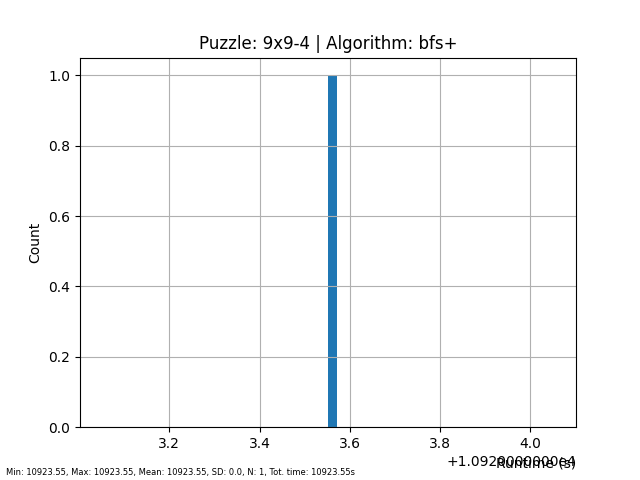 Puzzle: 9x9-4 | Algorithm: bfs+
1.0
0.8
0.6
0.4
0.2
0.0
Count
3.2 3.4 3.6 3.8 4.0
+1.0920000000e4
Runtime (s)
Min: 10923.55, Max: 10923.55, Mean: 10923.55, SD: 0.0, N: 1, Tot. time: 10923.55s